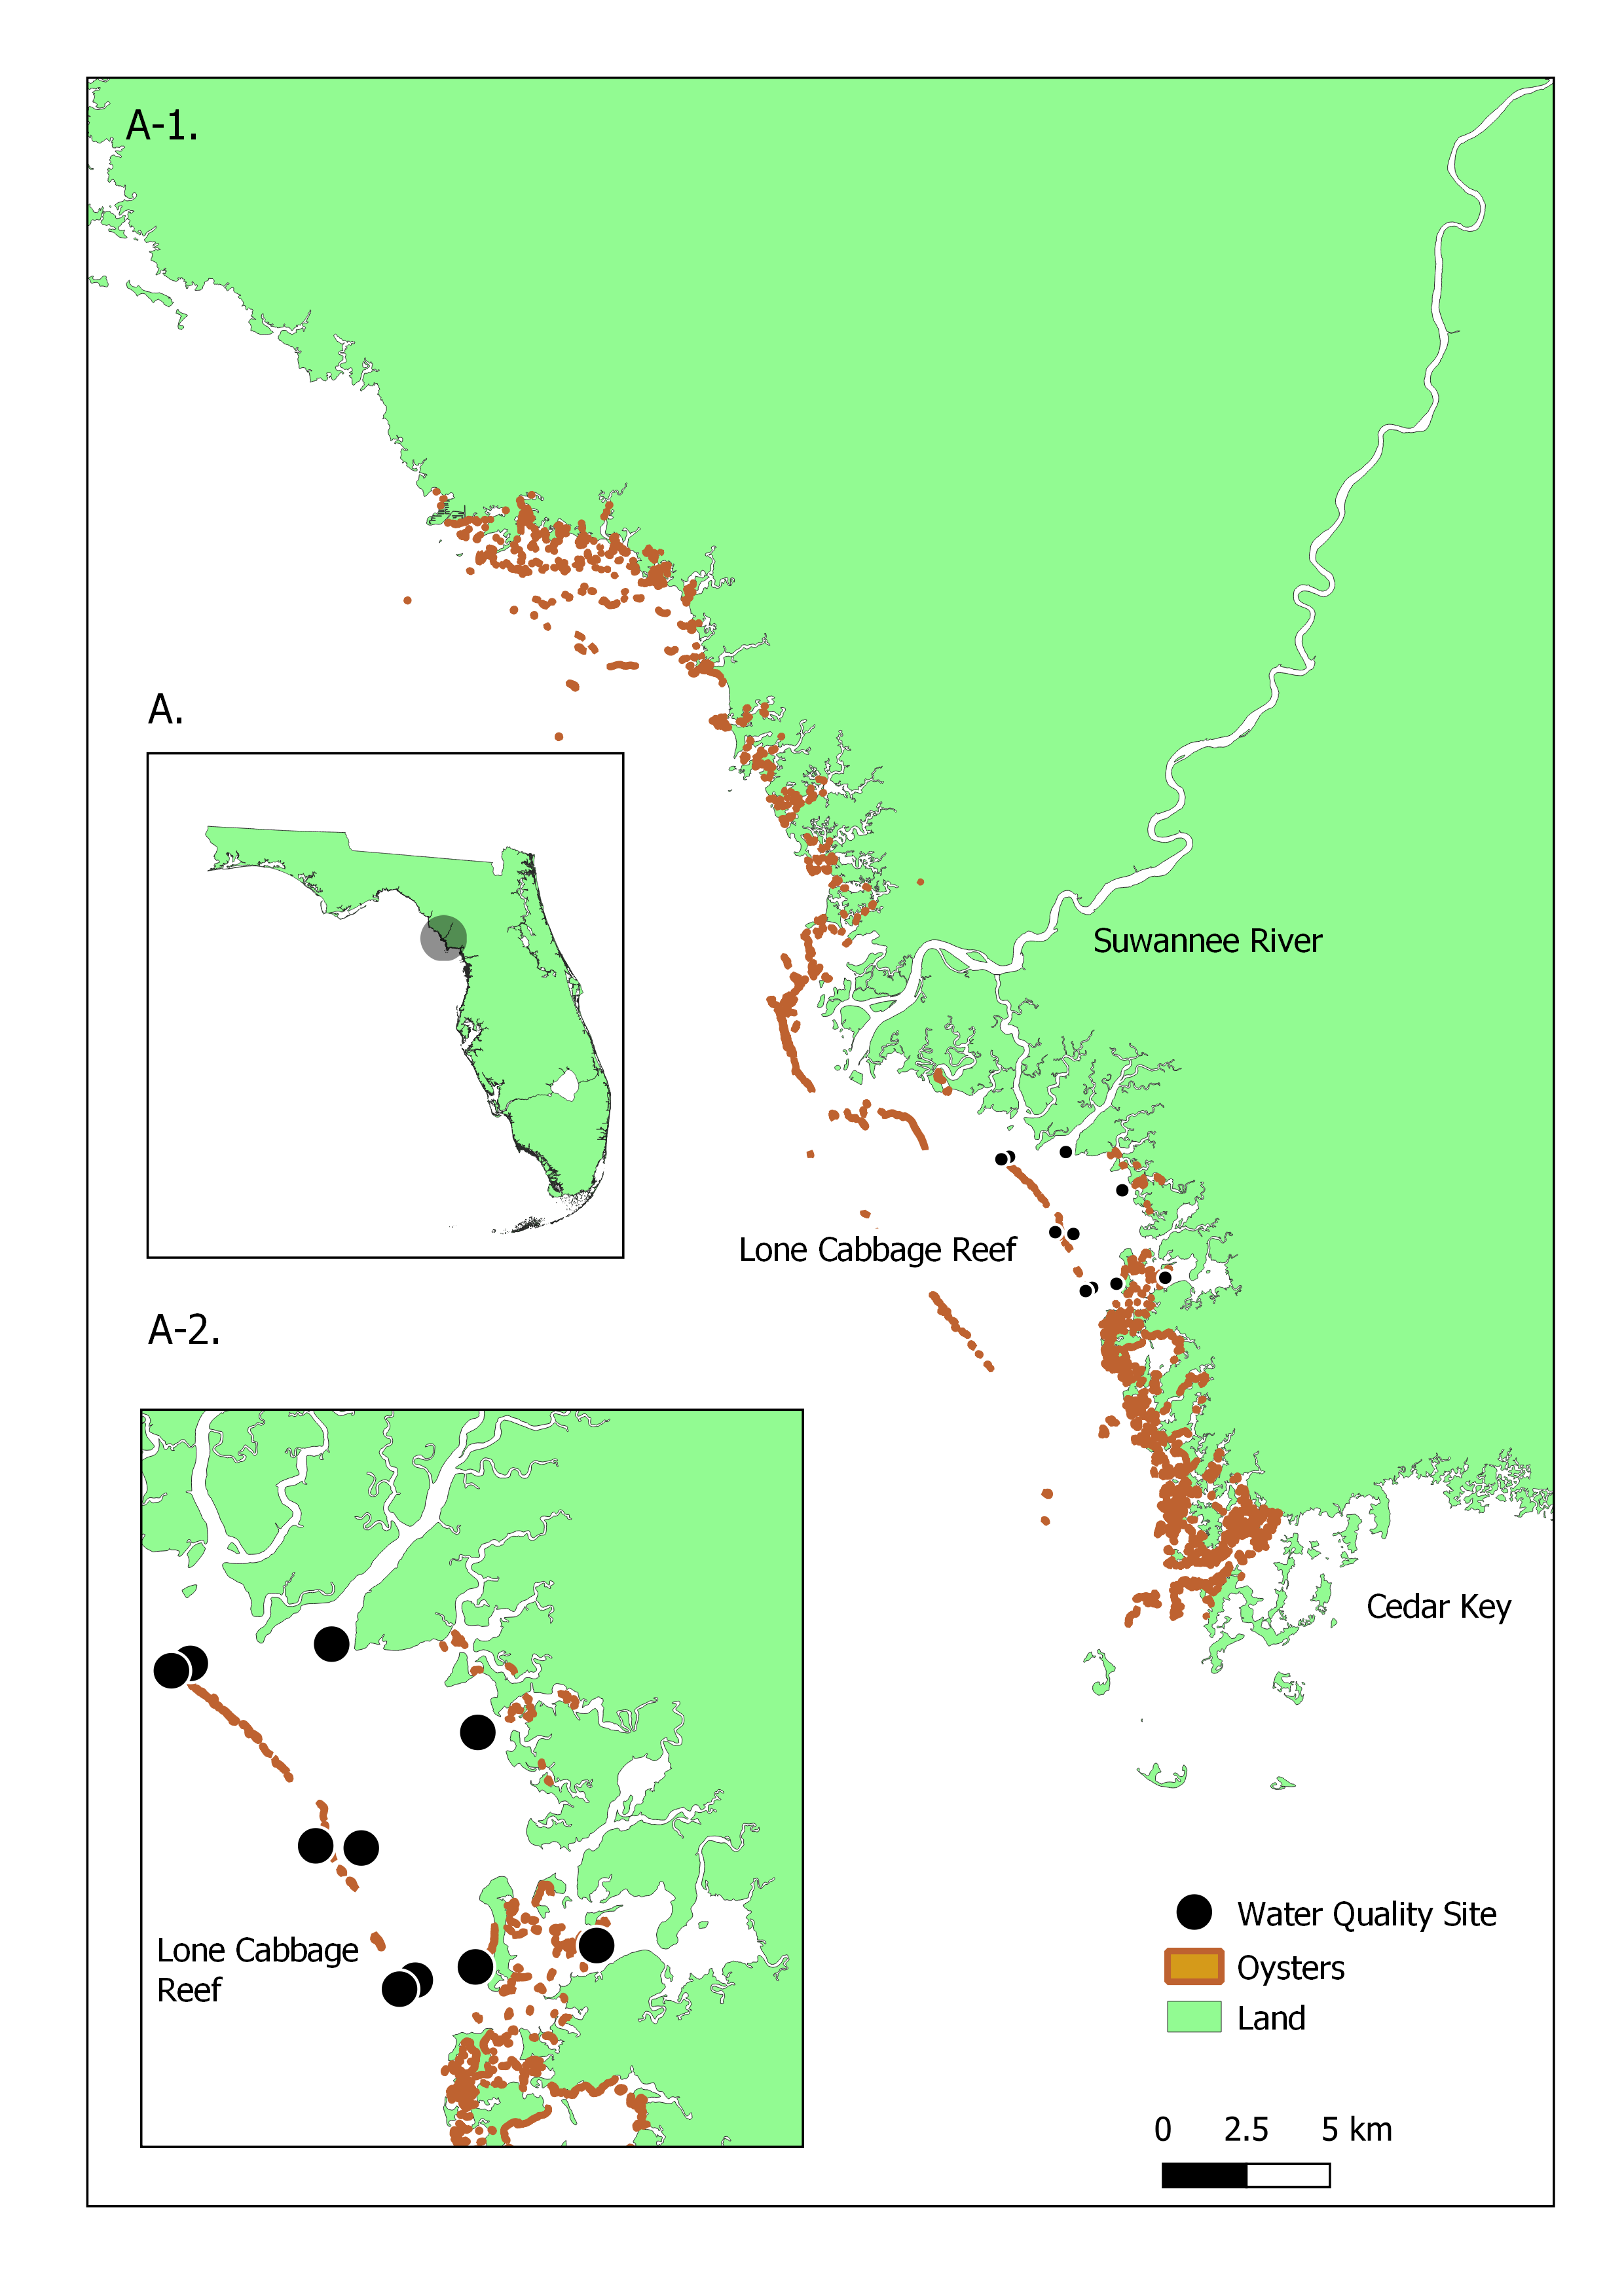 A-1.
A.
Suwannee River
Lone Cabbage Reef
A-2.
Cedar Key
Water Quality Site
Lone Cabbage
Reef
Oysters
Land
0 2.5 5 km